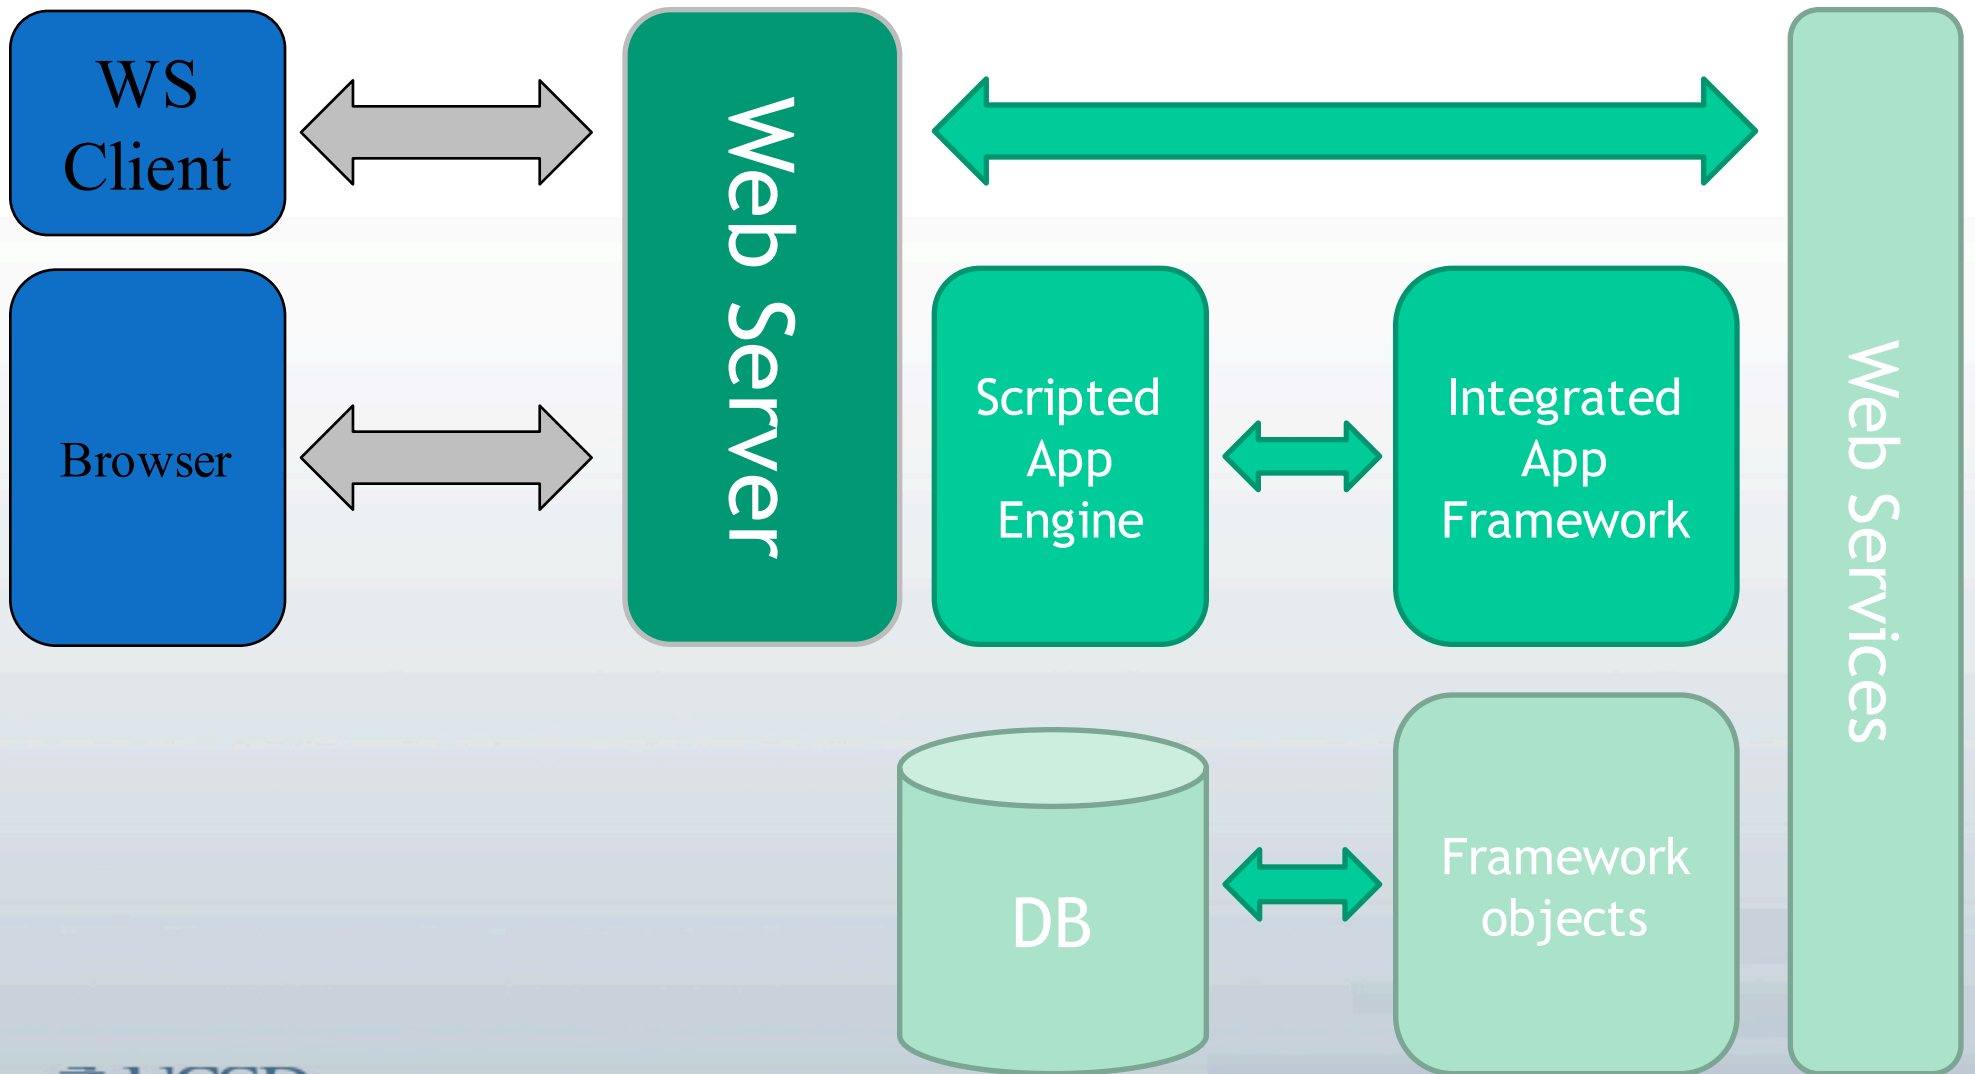 WS
Client
Web Server
Browser
Scripted
App
Engine
Integrated
App
Framework
Web Services
DB
Framework
objects